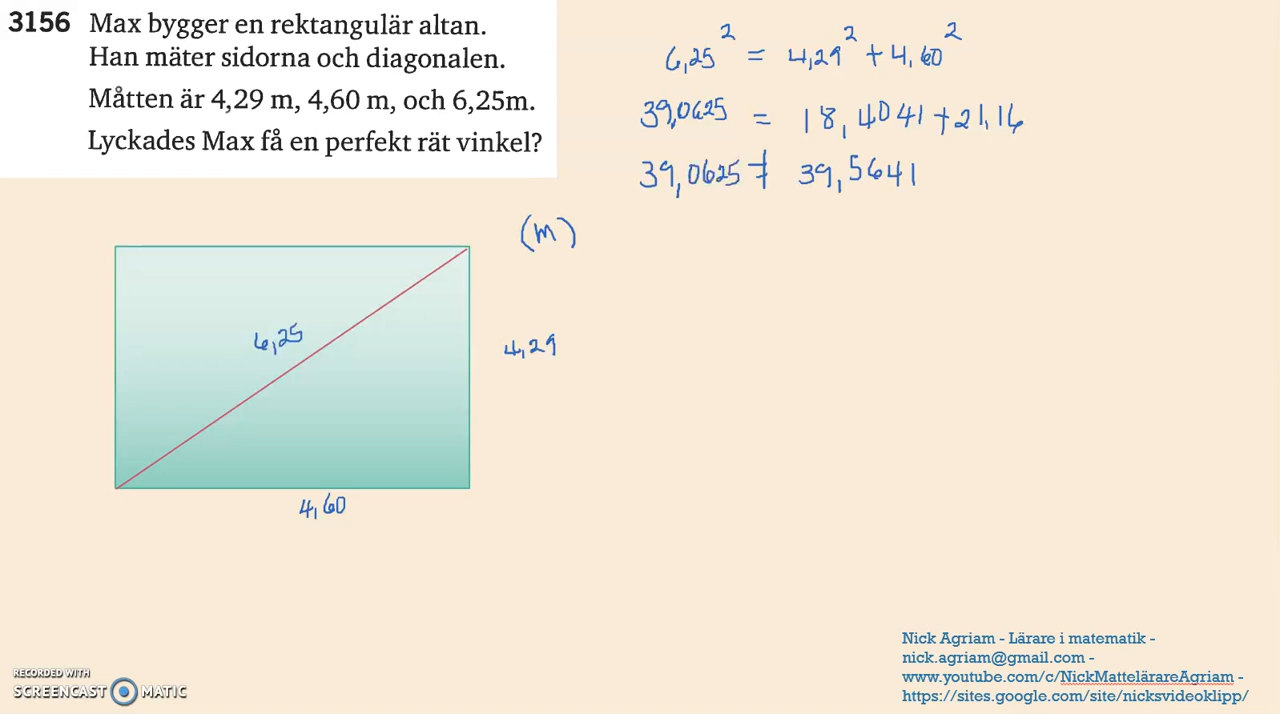 3156 Max bygger en rektangulär altan.
Han mäter sidorna och diagonalen.
Måtten är 4,29 m, 4,60 m, och 6,25m.
Lyckades Max få en perfekt rät vinkel?
6,25² = 4,29² + 4,60²
39,0625 = 18,4041 + 21,16
39,0625 ≠ 39,5641
(m)
6,25
4,29
4,60
Nick Agriam - Lärare i matematik -
nick.agriam@gmail.com -
www.youtube.com/c/NickMattelärareAgriam -
https://sites.google.com/site/nicksvideoklipp/
RECORDED WITH
SCREENCAST MATIC